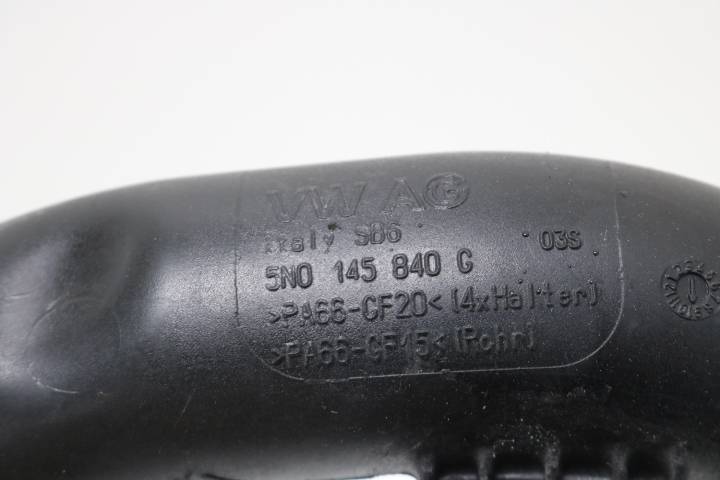 VW AG
Italy SB6
03S
5N0 145 840 G
>PA66-GF20< (4xHalter)
>PA66-GF15< (Rohr)